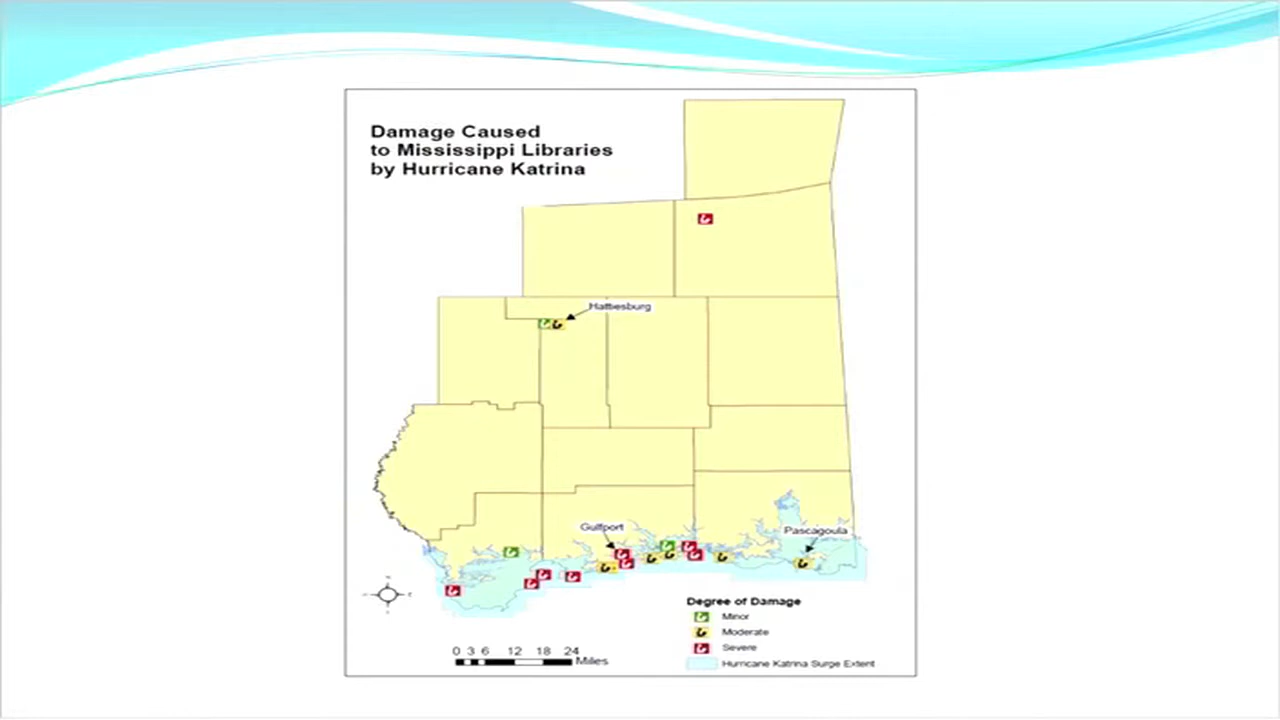 Damage Caused
to Mississippi Libraries
by Hurricane Katrina
Hattiesburg
Gulfport
Pascagoula
Degree of Damage
Minor
Moderate
Severe
Hurricane Katrina Surge Extent
0 3 6 12 18 24
Miles